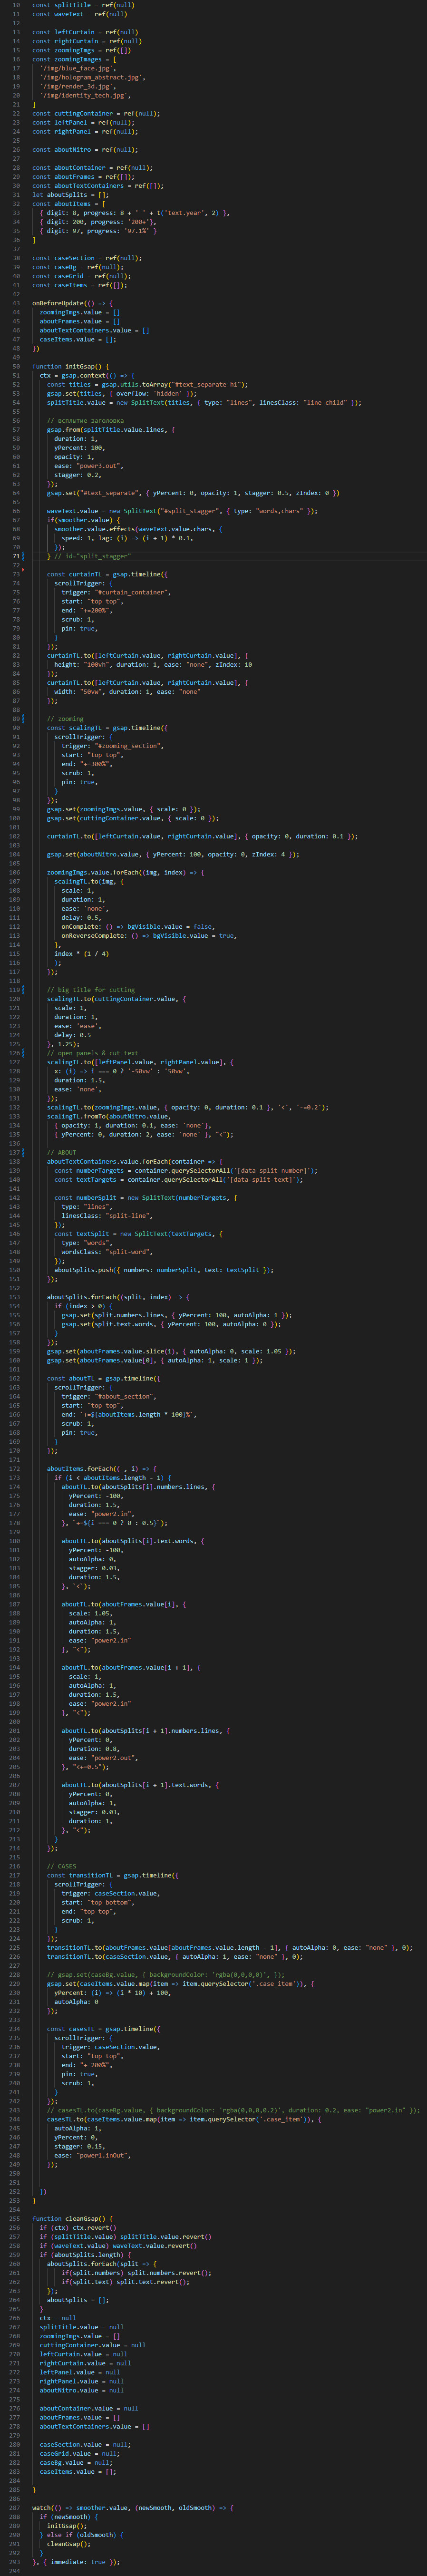 10 const splitTitle = ref(null)
11 const waveText = ref(null)
12
13 const leftCurtain = ref(null)
14 const rightCurtain = ref(null)
15 const zoomingImgs = ref([])
16 const zoomingImages = [
17 '/img/blue_face.jpg',
18 '/img/hologram_abstract.jpg',
19 '/img/render_3d.jpg',
20 '/img/identity_tech.jpg',
21 ]
22 const cuttingContainer = ref(null);
23 const leftPanel = ref(null);
24 const rightPanel = ref(null);
25
26 const aboutNitro = ref(null);
27
28 const aboutContainer = ref(null);
29 const aboutFrames = ref([]);
30 const aboutTextContainers = ref([]);
31 let aboutSplits = [];
32 const aboutItems = [
33 { digit: 8, progress: 8 + ' ' + t('text.year', 2) },
34 { digit: 200, progress: '200+'},
35 { digit: 97, progress: '97.1%' }
36 ]
37
38 const caseSection = ref(null);
39 const caseBg = ref(null);
40 const caseGrid = ref(null);
41 const caseItems = ref([]);
42
43 onBeforeUpdate(() => {
44 zoomingImgs.value = []
45 aboutFrames.value = []
46 aboutTextContainers.value = []
47 caseItems.value = [];
48 })
49
50 function initGsap() {
51 ctx = gsap.context(() => {
52 const titles = gsap.utils.toArray("#text_separate h1");
53 gsap.set(titles, { overflow: 'hidden' });
54 splitTitle.value = new SplitText(titles, { type: "lines", linesClass: "line-child" });
55
56 // всплытие заголовка
57 gsap.from(splitTitle.value.lines, {
58 duration: 1,
59 yPercent: 100,
60 opacity: 1,
61 ease: "power3.out",
62 stagger: 0.2,
63 });
64 gsap.set("#text_separate", { yPercent: 0, opacity: 1, stagger: 0.5, zIndex: 0 })
65
66 waveText.value = new SplitText("#split_stagger", { type: "words,chars" });
67 if(smoother.value) {
68 smoother.value.effects(waveText.value.chars, {
69 speed: 1, lag: (i) => (i + 1) * 0.1,
70 });
71 } // id="split_stagger"
72
73 const curtainTL = gsap.timeline({
74 scrollTrigger: {
75 trigger: "#curtain_container",
76 start: "top top",
77 end: "+=200%",
78 scrub: 1,
79 pin: true,
80 }
81 });
82 curtainTL.to([leftCurtain.value, rightCurtain.value], {
83 height: "100vh", duration: 1, ease: "none", zIndex: 10
84 });
85 curtainTL.to([leftCurtain.value, rightCurtain.value], {
86 width: "50vw", duration: 1, ease: "none"
87 });
88
89 // zooming
90 const scalingTL = gsap.timeline({
91 scrollTrigger: {
92 trigger: "#zooming_section",
93 start: "top top",
94 end: "+=300%",
95 scrub: 1,
96 pin: true,
97 }
98 });
99 gsap.set(zoomingImgs.value, { scale: 0 });
100 gsap.set(cuttingContainer.value, { scale: 0 });
101
102 curtainTL.to([leftCurtain.value, rightCurtain.value], { opacity: 0, duration: 0.1 });
103
104 gsap.set(aboutNitro.value, { yPercent: 100, opacity: 0, zIndex: 4 });
105
106 zoomingImgs.value.forEach((img, index) => {
107 scalingTL.to(img, {
108 scale: 1,
109 duration: 1,
110 ease: 'none',
111 delay: 0.5,
112 onComplete: () => bgVisible.value = false,
113 onReverseComplete: () => bgVisible.value = true,
114 },
115 index * (1 / 4)
116 );
117 });
118
119 // big title for cutting
120 scalingTL.to(cuttingContainer.value, {
121 scale: 1,
122 duration: 1,
123 ease: 'ease',
124 delay: 0.5
125 }, 1.25);
126 // open panels & cut text
127 scalingTL.to([leftPanel.value, rightPanel.value], {
128 x: (i) => i === 0 ? '-50vw' : '50vw',
129 duration: 1.5,
130 ease: 'none',
131 });
132 scalingTL.to(zoomingImgs.value, { opacity: 0, duration: 0.1 }, '<', '-=0.2');
133 scalingTL.fromTo(aboutNitro.value,
134 { opacity: 1, duration: 0.1, ease: 'none'},
135 { yPercent: 0, duration: 2, ease: 'none' }, "<");
136
137 // ABOUT
138 aboutTextContainers.value.forEach(container => {
139 const numberTargets = container.querySelectorAll('[data-split-number]');
140 const textTargets = container.querySelectorAll('[data-split-text]');
141
142 const numberSplit = new SplitText(numberTargets, {
143 type: "lines",
144 linesClass: "split-line",
145 });
146 const textSplit = new SplitText(textTargets, {
147 type: "words",
148 wordsClass: "split-word",
149 });
150 aboutSplits.push({ numbers: numberSplit, text: textSplit });
151 });
152
153 aboutSplits.forEach((split, index) => {
154 if (index > 0) {
155 gsap.set(split.numbers.lines, { yPercent: 100, autoAlpha: 1 });
156 gsap.set(split.text.words, { yPercent: 100, autoAlpha: 0 });
157 }
158 });
159 gsap.set(aboutFrames.value.slice(1), { autoAlpha: 0, scale: 1.05 });
160 gsap.set(aboutFrames.value[0], { autoAlpha: 1, scale: 1 });
161
162 const aboutTL = gsap.timeline({
163 scrollTrigger: {
164 trigger: "#about_section",
165 start: "top top",
166 end: `+=${aboutItems.length * 100}%`,
167 scrub: 1,
168 pin: true,
169 }
170 });
171
172 aboutItems.forEach((_, i) => {
173 if (i < aboutItems.length - 1) {
174 aboutTL.to(aboutSplits[i].numbers.lines, {
175 yPercent: -100,
176 duration: 1.5,
177 ease: "power2.in",
178 }, `+=${i === 0 ? 0 : 0.5}`);
179
180 aboutTL.to(aboutSplits[i].text.words, {
181 yPercent: -100,
182 autoAlpha: 0,
183 stagger: 0.03,
184 duration: 1.5,
185 }, `<`);
186
187 aboutTL.to(aboutFrames.value[i], {
188 scale: 1.05,
189 autoAlpha: 1,
190 duration: 1.5,
191 ease: "power2.in"
192 }, "<");
193
194 aboutTL.to(aboutFrames.value[i + 1], {
195 scale: 1,
196 autoAlpha: 1,
197 duration: 1.5,
198 ease: "power2.in"
199 }, "<");
200
201 aboutTL.to(aboutSplits[i + 1].numbers.lines, {
202 yPercent: 0,
203 duration: 0.8,
204 ease: "power2.out",
205 }, "<+=0.5");
206
207 aboutTL.to(aboutSplits[i + 1].text.words, {
208 yPercent: 0,
209 autoAlpha: 1,
210 stagger: 0.03,
211 duration: 1,
212 }, "<");
213 }
214 });
215
216 // CASES
217 const transitionTL = gsap.timeline({
218 scrollTrigger: {
219 trigger: caseSection.value,
220 start: "top bottom",
221 end: "top top",
222 scrub: 1,
223 }
224 });
225 transitionTL.to(aboutFrames.value[aboutFrames.value.length - 1], { autoAlpha: 0, ease: "none" }, 0);
226 transitionTL.to(caseSection.value, { autoAlpha: 1, ease: "none" }, 0);
227
228 // gsap.set(caseBg.value, { backgroundColor: 'rgba(0,0,0,0)', });
229 gsap.set(caseItems.value.map(item => item.querySelector('.case_item')), {
230 yPercent: (i) => (i * 10) + 100,
231 autoAlpha: 0
232 });
233
234 const casesTL = gsap.timeline({
235 scrollTrigger: {
236 trigger: caseSection.value,
237 start: "top top",
238 end: "+=200%",
239 pin: true,
240 scrub: 1,
241 }
242 });
243 // casesTL.to(caseBg.value, { backgroundColor: 'rgba(0,0,0,0.2)', duration: 0.2, ease: "power2.in" });
244 casesTL.to(caseItems.value.map(item => item.querySelector('.case_item')), {
245 autoAlpha: 1,
246 yPercent: 0,
247 stagger: 0.15,
248 ease: "power1.inOut",
249 });
250
251
252 })
253 }
254
255 function cleanGsap() {
256 if (ctx) ctx.revert()
257 if (splitTitle.value) splitTitle.value.revert()
258 if (waveText.value) waveText.value.revert()
259 if (aboutSplits.length) {
260 aboutSplits.forEach(split => {
261 if(split.numbers) split.numbers.revert();
262 if(split.text) split.text.revert();
263 });
264 aboutSplits = [];
265 }
266 ctx = null
267 splitTitle.value = null
268 zoomingImgs.value = []
269 cuttingContainer.value = null
270 leftCurtain.value = null
271 rightCurtain.value = null
272 leftPanel.value = null
273 rightPanel.value = null
274 aboutNitro.value = null
275
276 aboutContainer.value = null
277 aboutFrames.value = []
278 aboutTextContainers.value = []
279
280 caseSection.value = null;
281 caseGrid.value = null;
282 caseBg.value = null;
283 caseItems.value = [];
284
285 }
286
287 watch(() => smoother.value, (newSmooth, oldSmooth) => {
288 if (newSmooth) {
289 initGsap();
290 } else if (oldSmooth) {
291 cleanGsap();
292 }
293 }, { immediate: true });